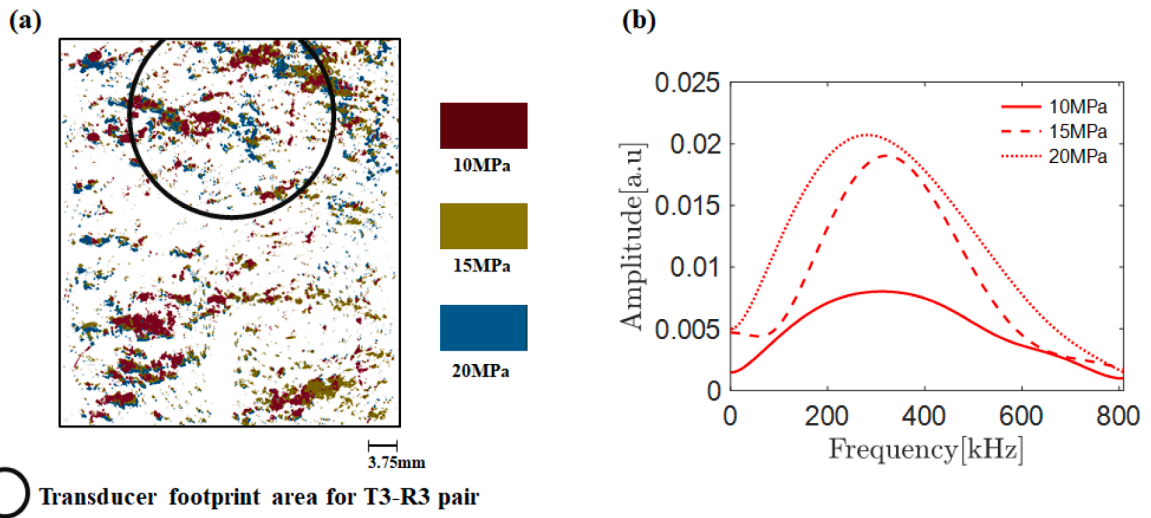 (a)
10MPa
15MPa
20MPa
3.75mm
Transducer footprint area for T3-R3 pair
(b)
0.025
0.02
0.015
0.01
0.005
0
Amplitude[a.u]
10MPa
15MPa
20MPa
0 200 400 600 800
Frequency[kHz]